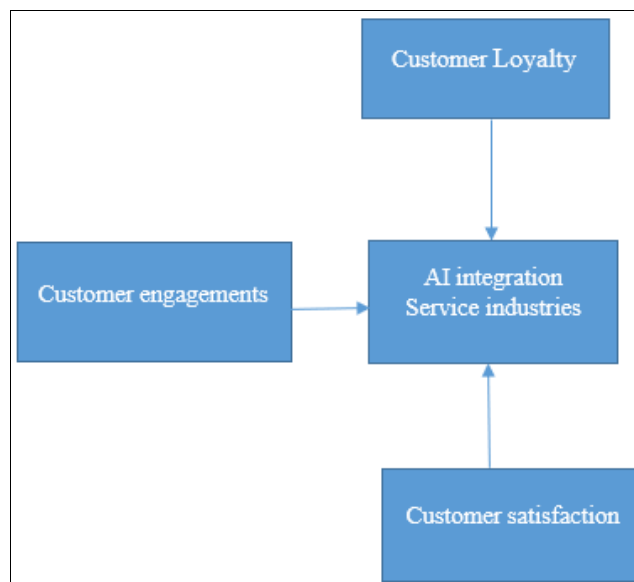 Customer Loyalty
Customer engagements
AI integration
Service industries
Customer satisfaction